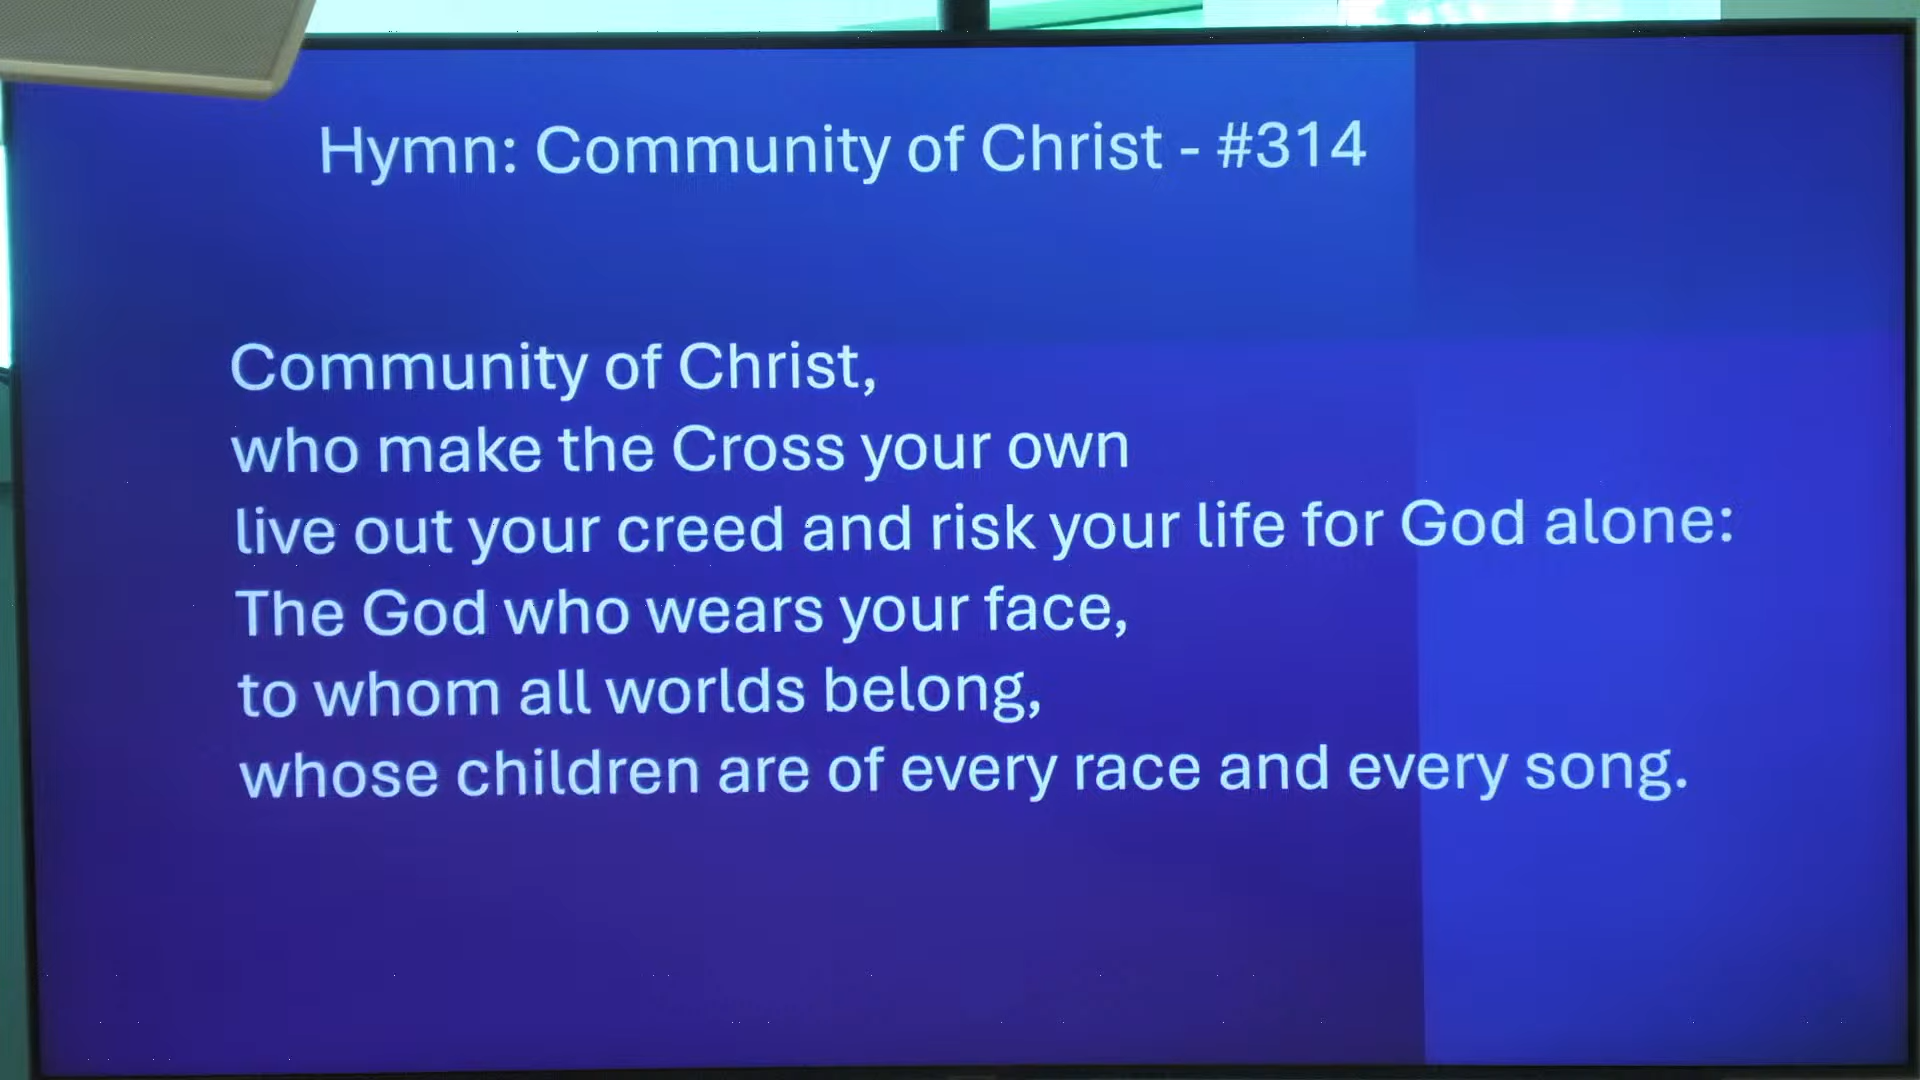 Hymn: Community of Christ - #314
Community of Christ,
who make the Cross your own
live out your creed and risk your life for God alone:
The God who wears your face,
to whom all worlds belong,
whose children are of every race and every song.